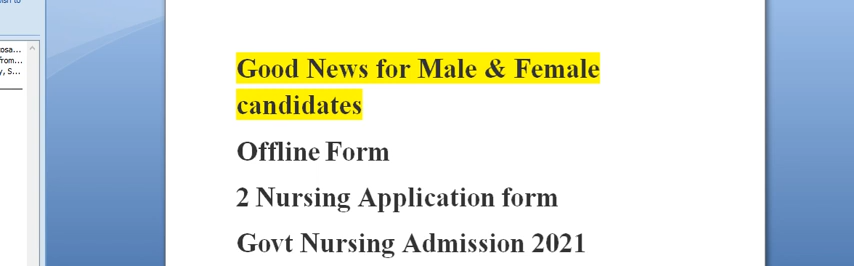 Good News for Male & Female
candidates
Offline Form
2 Nursing Application form
Govt Nursing Admission 2021